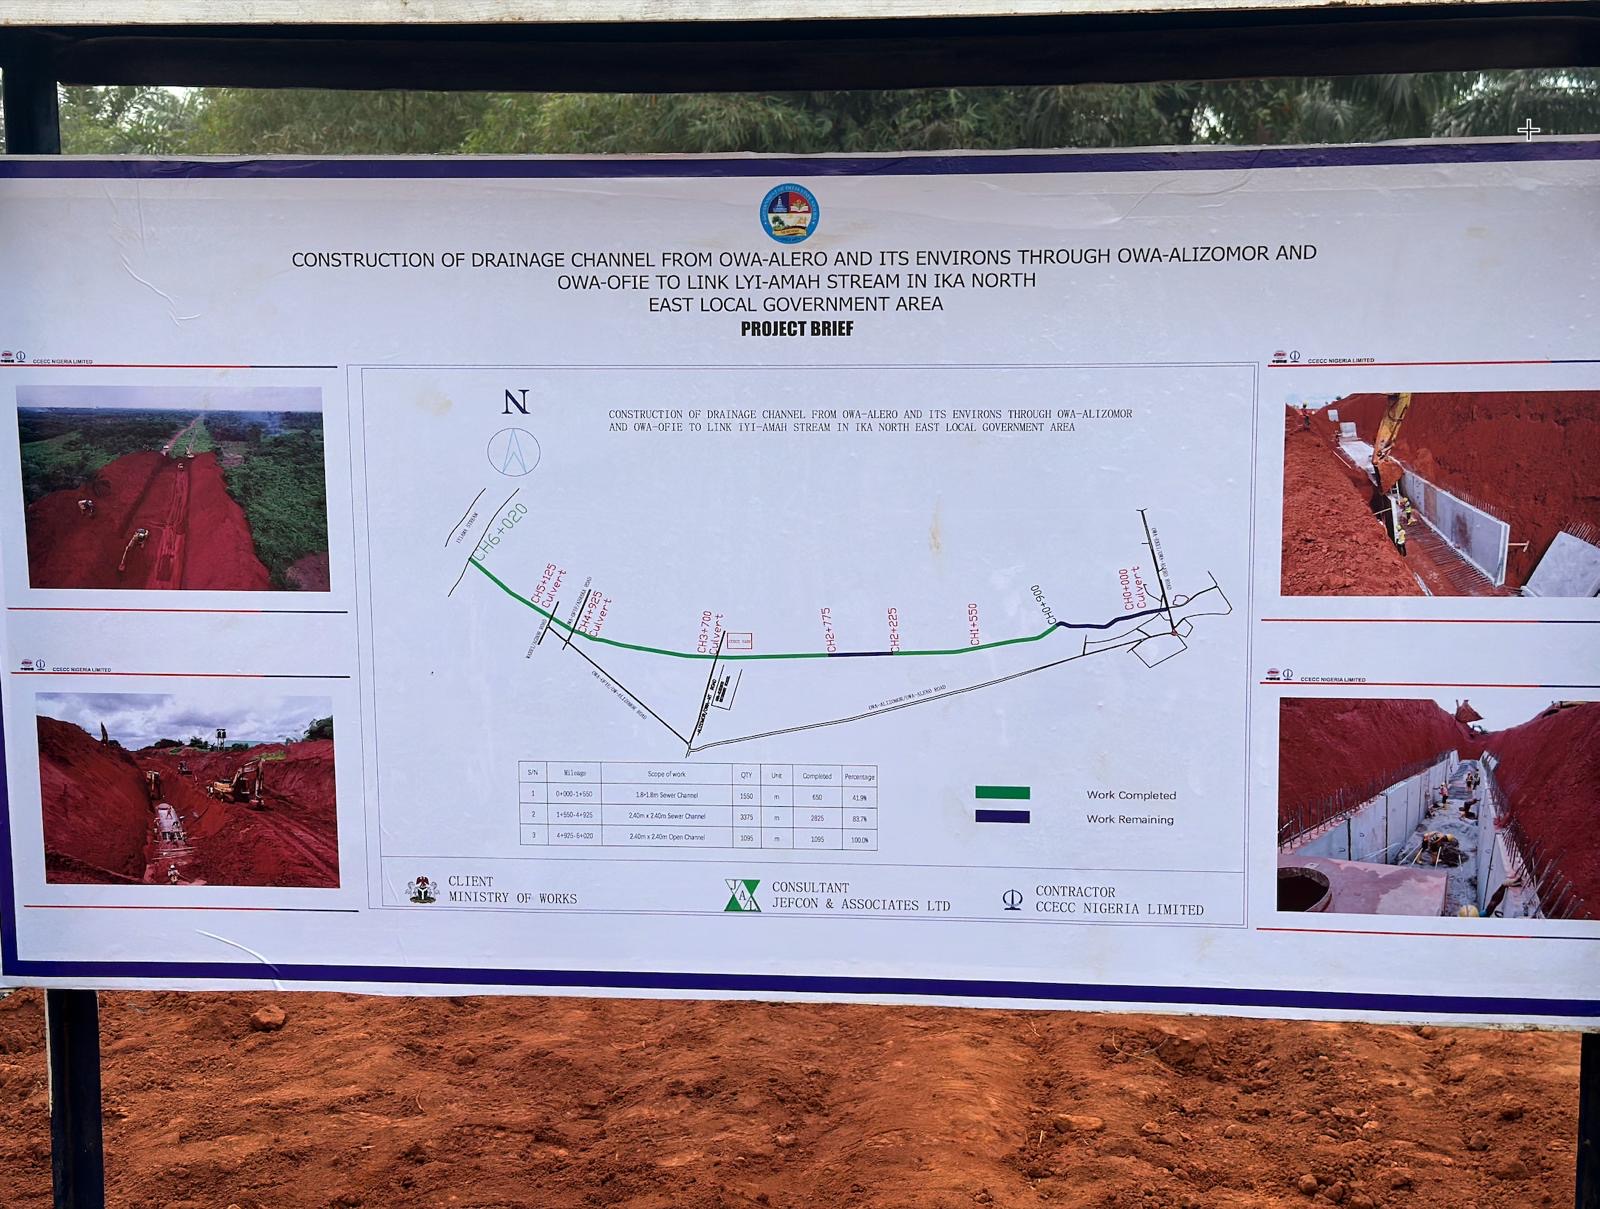 CONSTRUCTION OF DRAINAGE CHANNEL FROM OWA-ALERO AND ITS ENVIRONS THROUGH OWA-ALIZOMOR AND
OWA-OFIE TO LINK LYI-AMAH STREAM IN IKA NORTH
EAST LOCAL GOVERNMENT AREA
PROJECT BRIEF
CCECC NIGERIA LIMITED
CCECC NIGERIA LIMITED
CCECC NIGERIA LIMITED
CCECC NIGERIA LIMITED
N
CONSTRUCTION OF DRAINAGE CHANNEL FROM OWA-ALERO AND ITS ENVIRONS THROUGH OWA-ALIZOMOR
AND OWA-OFIE TO LINK IYI-AMAH STREAM IN IKA NORTH EAST LOCAL GOVERNMENT AREA
STREAM
CH6+020
CH5+125
Culvert
CH4+925
Culvert
CH3+700
Culvert
CH2+775
CH2+225
CH1+550
CH0+900
CH0+000
Culvert
OWA-OFIE/OWA-ALIZOMOR ROAD
OWA-ALIZOMOR/OWA-ALERO ROAD
S/N Mileage Scope of work QTY Unit Completed Percentage
1 0+000-1+550 1.8×1.8m Sewer Channel 1550 m 650 41.9%
2 1+550-4+925 2.40m x 2.40m Sewer Channel 3375 m 2825 83.7%
3 4+925-6+020 2.40m x 2.40m Open Channel 1095 m 1095 100.0%
Work Completed
Work Remaining
CLIENT
MINISTRY OF WORKS
CONSULTANT
JEFCON & ASSOCIATES LTD
CONTRACTOR
CCECC NIGERIA LIMITED